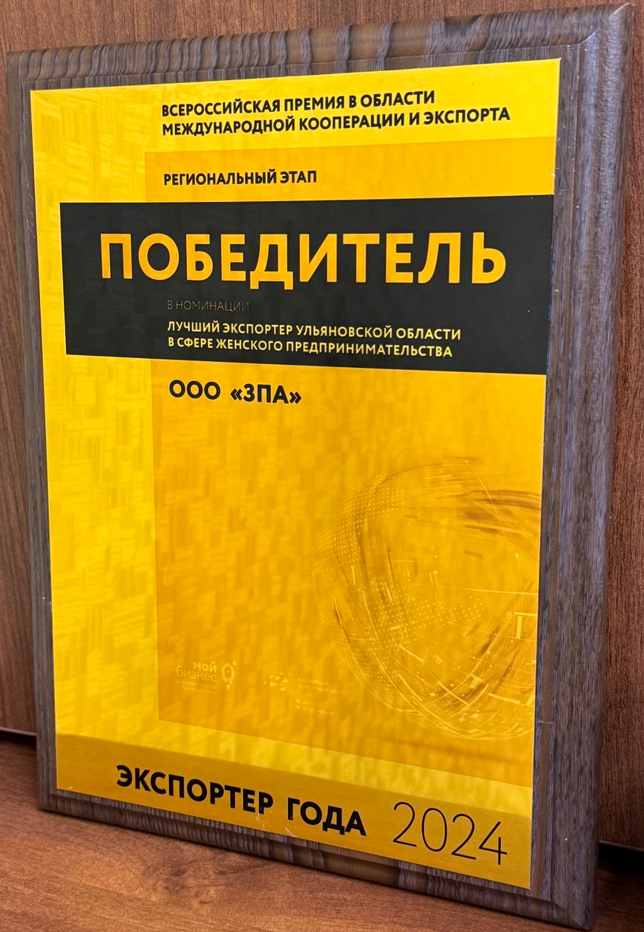 ВСЕРОССИЙСКАЯ ПРЕМИЯ В ОБЛАСТИ
МЕЖДУНАРОДНОЙ КООПЕРАЦИИ И ЭКСПОРТА
РЕГИОНАЛЬНЫЙ ЭТАП
ПОБЕДИТЕЛЬ
В НОМИНАЦИИ
ЛУЧШИЙ ЭКСПОРТЕР УЛЬЯНОВСКОЙ ОБЛАСТИ
В СФЕРЕ ЖЕНСКОГО ПРЕДПРИНИМАТЕЛЬСТВА
ООО «ЗПА»
мой
бизнес
ЭКСПОРТЕР ГОДА 2024